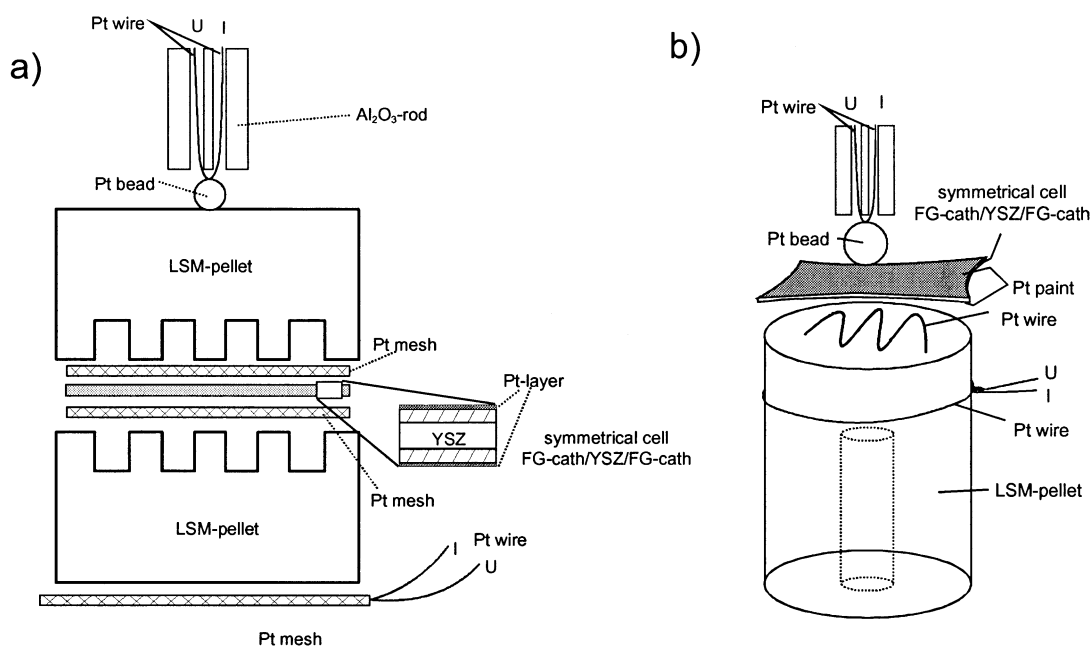 a)
Pt wire
U
I
Al₂O₃-rod
Pt bead
LSM-pellet
Pt mesh
Pt-layer
YSZ
symmetrical cell
FG-cath/YSZ/FG-cath
Pt mesh
LSM-pellet
I
Pt wire
U
Pt mesh
b)
Pt wire
U
I
symmetrical cell
FG-cath/YSZ/FG-cath
Pt bead
Pt paint
Pt wire
U
I
Pt wire
LSM-pellet